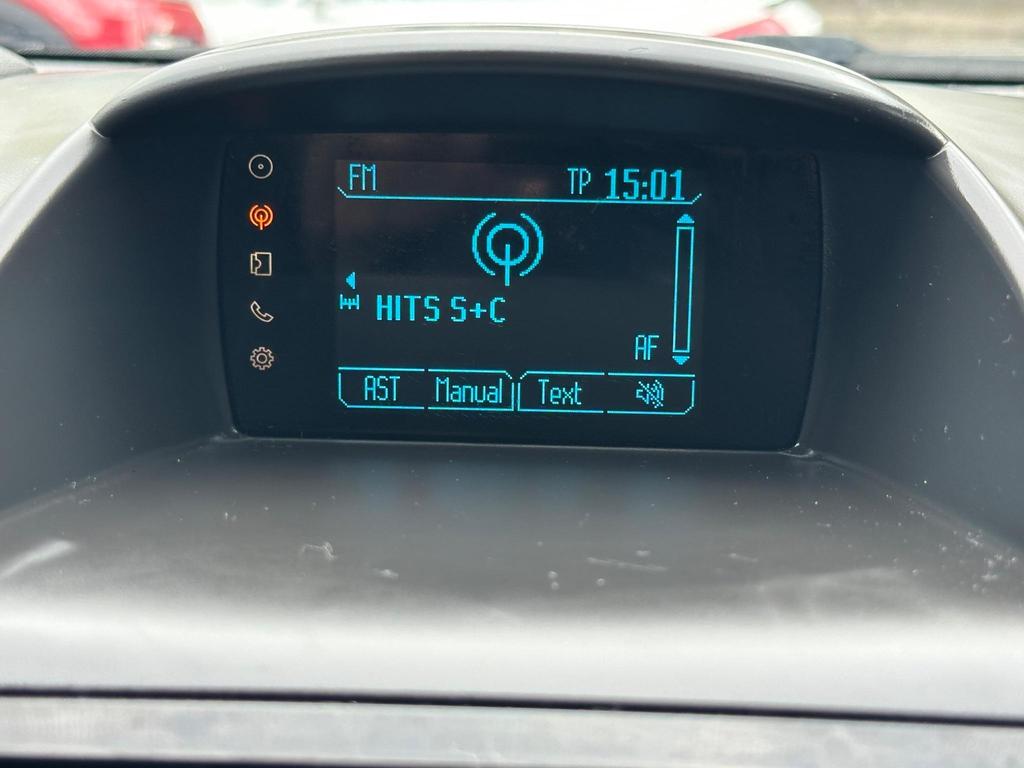 FM TP 15:01
HITS S+C
AF
AST Manual Text